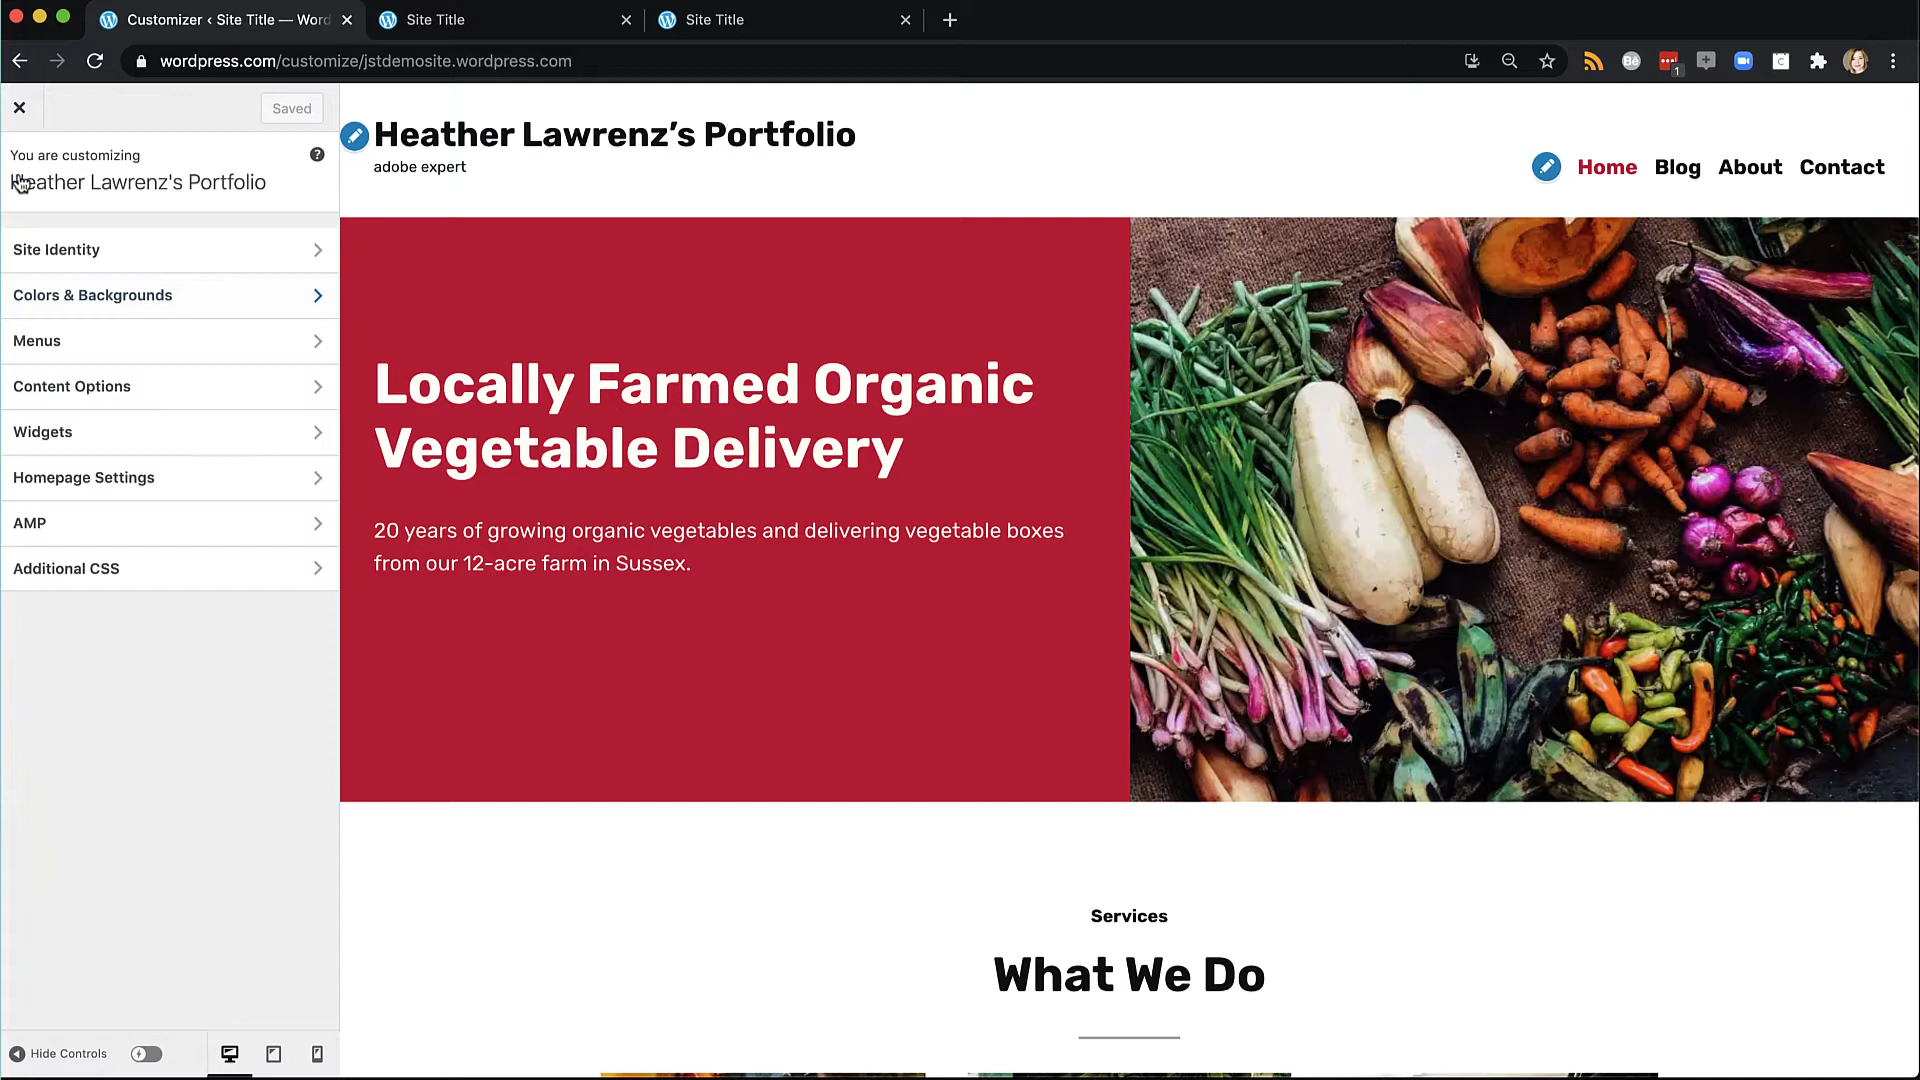 Customizer ‹ Site Title — Word
Site Title
Site Title
wordpress.com/customize/jstdemosite.wordpress.com
Bē
1
C
Saved
You are customizing
Heather Lawrenz's Portfolio
Site Identity
Colors & Backgrounds
Menus
Content Options
Widgets
Homepage Settings
AMP
Additional CSS
Hide Controls
Heather Lawrenz’s Portfolio
adobe expert
Home Blog About Contact
Locally Farmed Organic
Vegetable Delivery
20 years of growing organic vegetables and delivering vegetable boxes
from our 12-acre farm in Sussex.
Services
What We Do